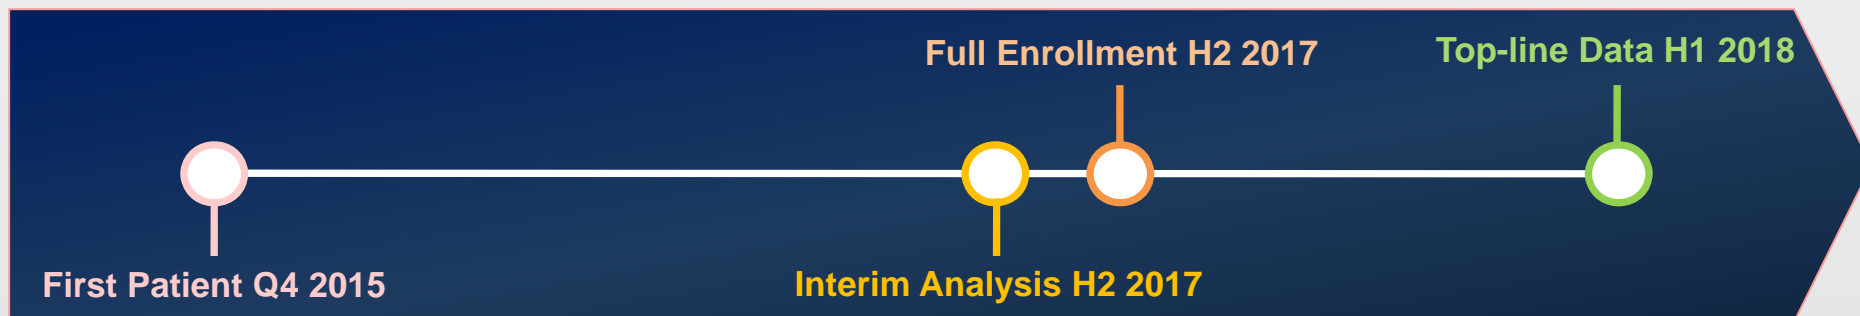 Full Enrollment H2 2017
Top-line Data H1 2018
First Patient Q4 2015
Interim Analysis H2 2017